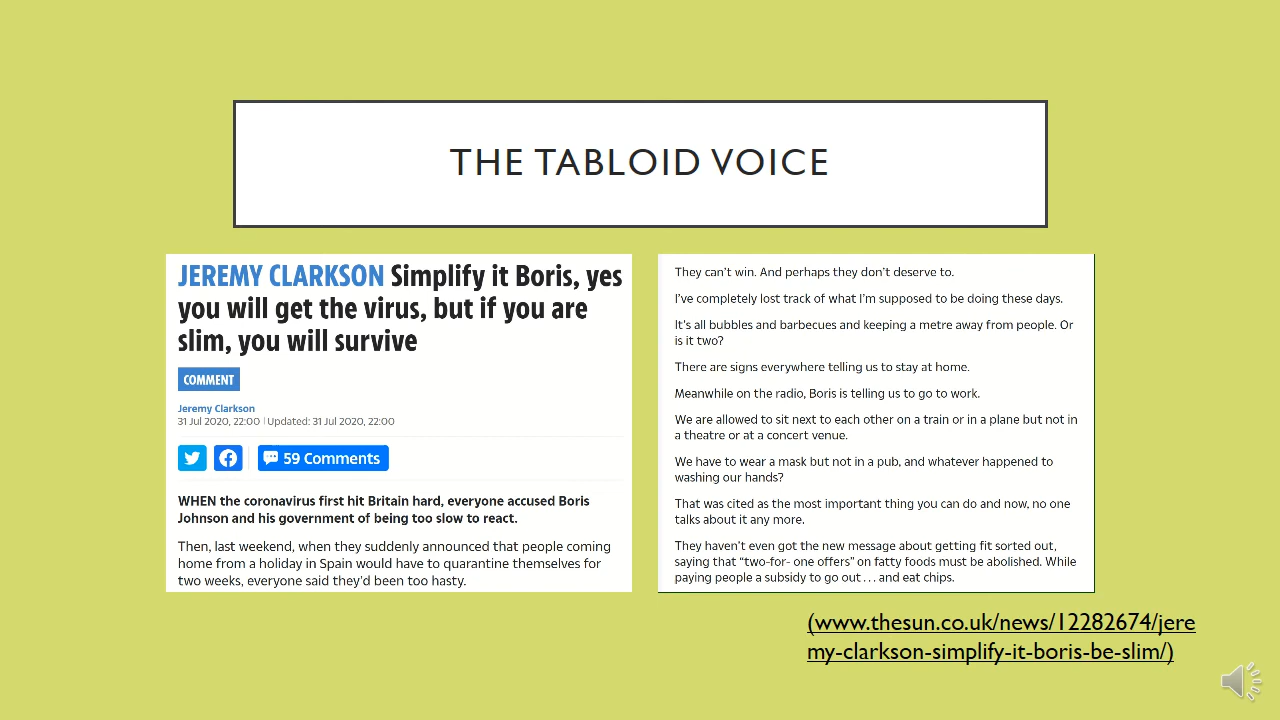 THE TABLOID VOICE
JEREMY CLARKSON Simplify it Boris, yes
you will get the virus, but if you are
slim, you will survive
COMMENT
Jeremy Clarkson
31 Jul 2020, 22:00 | Updated: 31 Jul 2020, 22:00
59 Comments
WHEN the coronavirus first hit Britain hard, everyone accused Boris
Johnson and his government of being too slow to react.
Then, last weekend, when they suddenly announced that people coming
home from a holiday in Spain would have to quarantine themselves for
two weeks, everyone said they'd been too hasty.
They can't win. And perhaps they don't deserve to.
I've completely lost track of what I'm supposed to be doing these days.
It's all bubbles and barbecues and keeping a metre away from people. Or
is it two?
There are signs everywhere telling us to stay at home.
Meanwhile on the radio, Boris is telling us to go to work.
We are allowed to sit next to each other on a train or in a plane but not in
a theatre or at a concert venue.
We have to wear a mask but not in a pub, and whatever happened to
washing our hands?
That was cited as the most important thing you can do and now, no one
talks about it any more.
They haven't even got the new message about getting fit sorted out,
saying that “two-for- one offers” on fatty foods must be abolished. While
paying people a subsidy to go out . . . and eat chips.
(www.thesun.co.uk/news/12282674/jere
my-clarkson-simplify-it-boris-be-slim/)